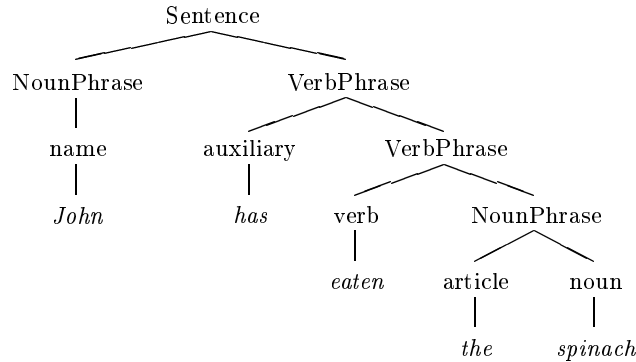 Sentence
NounPhrase VerbPhrase
name auxiliary VerbPhrase
John has verb NounPhrase
eaten article noun
the spinach